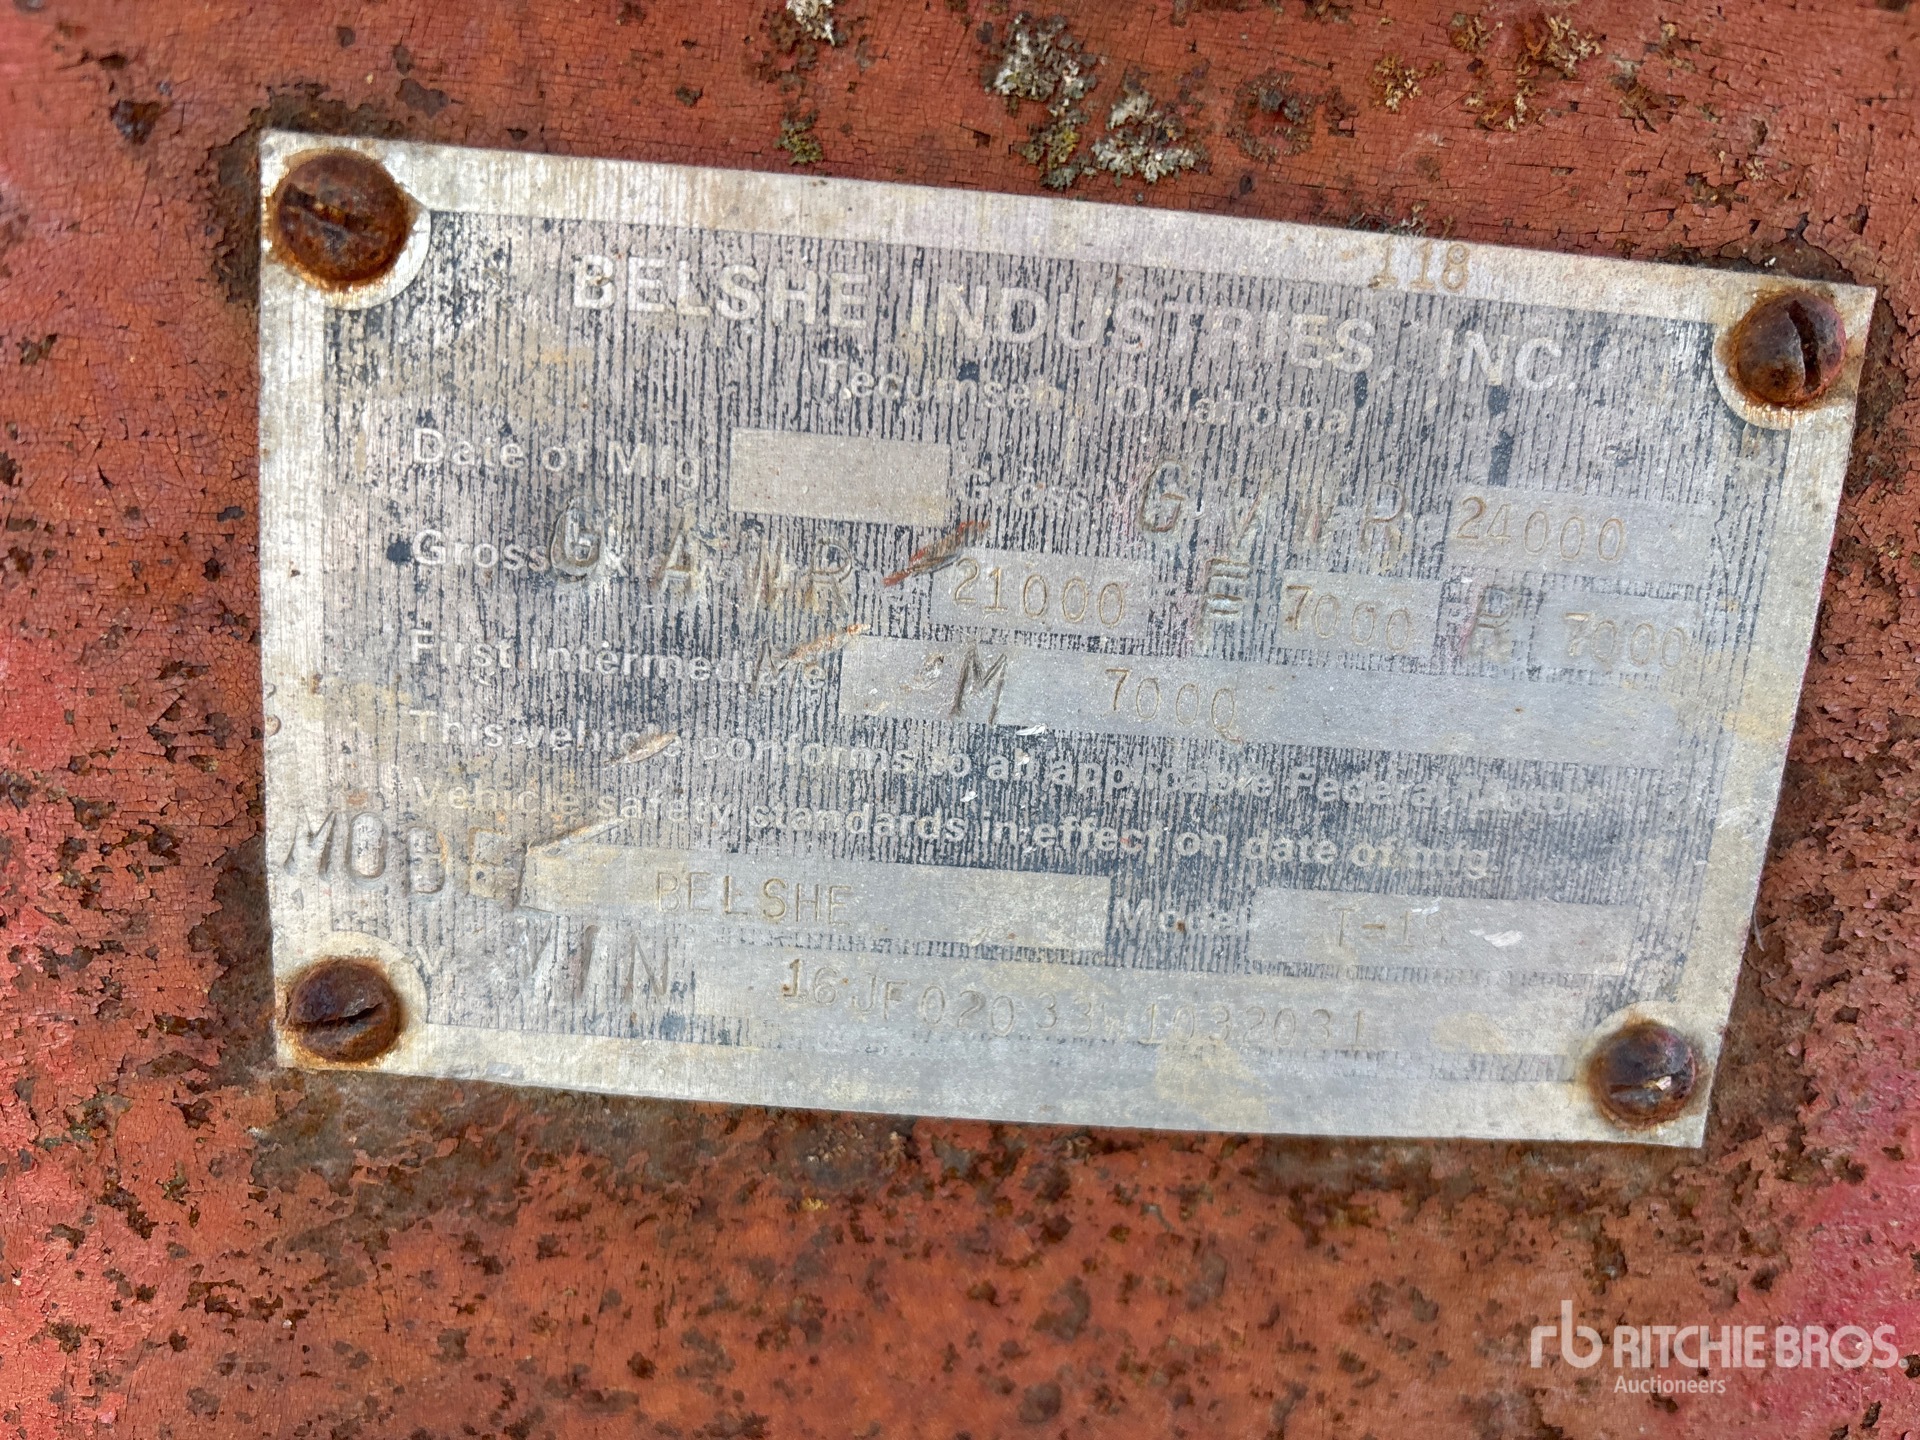 118
BELSHE INDUSTRIES, INC.
Tecumseh, Oklahoma
Date of Mfg Gross G.V.W.R 24000
Gross G.A.W.R 21000 F 7000 R 7000
First Intermediate M 7000
This vehicle conforms to all applicable Federal Motor
Vehicle safety standards in effect on date of mfg.
MODEL BELSHE Model
VIN 16JF02033W1032031
rb RITCHIE BROS.
Auctioneers